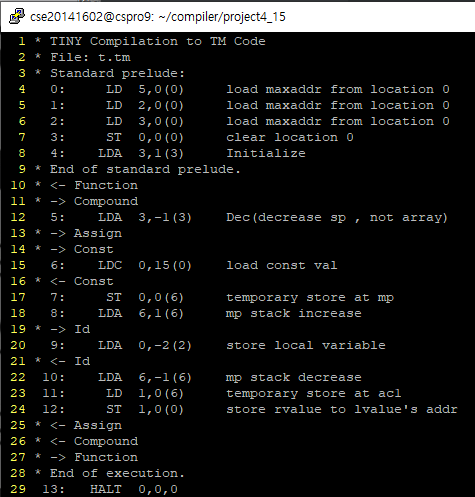 cse20141602@cspro9: ~/compiler/project4_15
1 * TINY Compilation to TM Code
2 * File: t.tm
3 * Standard prelude:
4 0: LD 5,0(0) load maxaddr from location 0
5 1: LD 2,0(0) load maxaddr from location 0
6 2: LD 3,0(0) load maxaddr from location 0
7 3: ST 0,0(0) clear location 0
8 4: LDA 3,1(3) Initialize
9 * End of standard prelude.
10 * <- Function
11 * -> Compound
12 5: LDA 3,-1(3) Dec(decrease sp , not array)
13 * -> Assign
14 * -> Const
15 6: LDC 0,15(0) load const val
16 * <- Const
17 7: ST 0,0(6) temporary store at mp
18 8: LDA 6,1(6) mp stack increase
19 * -> Id
20 9: LDA 0,-2(2) store local variable
21 * <- Id
22 10: LDA 6,-1(6) mp stack decrease
23 11: LD 1,0(6) temporary store at acl
24 12: ST 1,0(0) store rvalue to lvalue's addr
25 * <- Assign
26 * <- Compound
27 * -> Function
28 * End of execution.
29 13: HALT 0,0,0